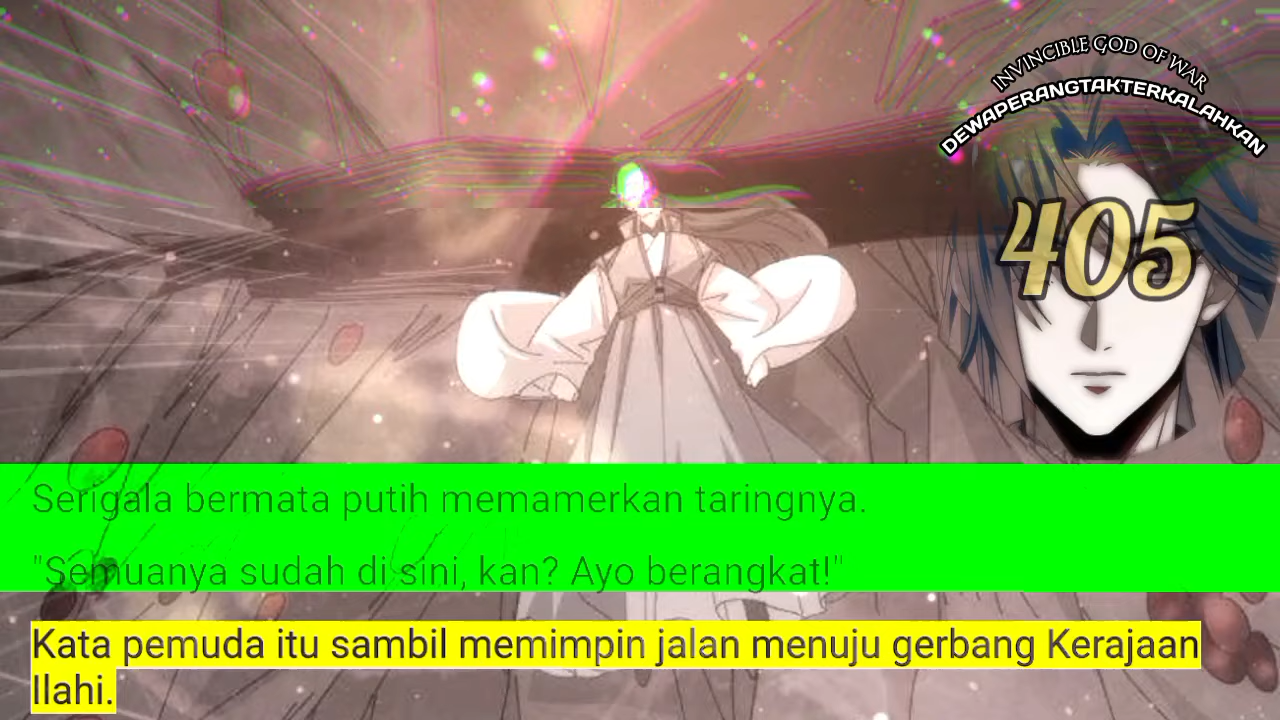 INVINCIBLE GOD OF WAR
DEWAPERANGTAKTERKALAHKAN
405
Serigala bermata putih memamerkan taringnya.
"Semuanya sudah di sini, kan? Ayo berangkat!"
Kata pemuda itu sambil memimpin jalan menuju gerbang Kerajaan
Ilahi.